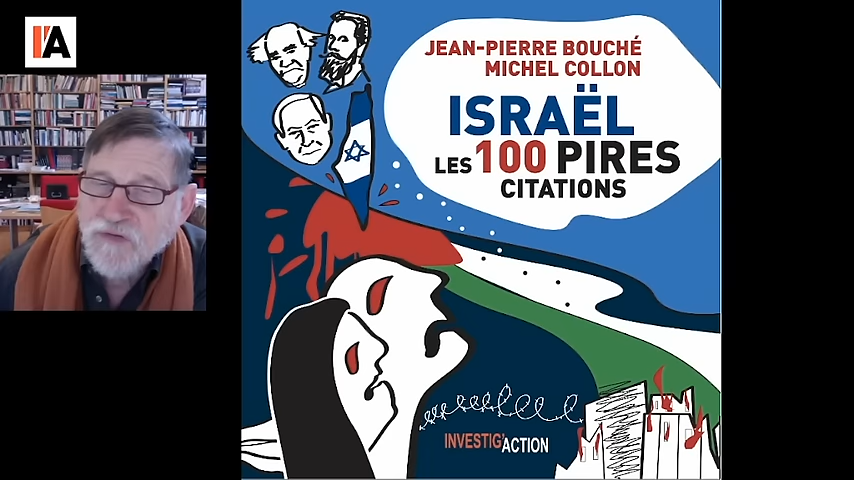 I'A
JEAN-PIERRE BOUCHÉ
MICHEL COLLON
ISRAËL
LES 100 PIRES
CITATIONS
INVESTIG'ACTION